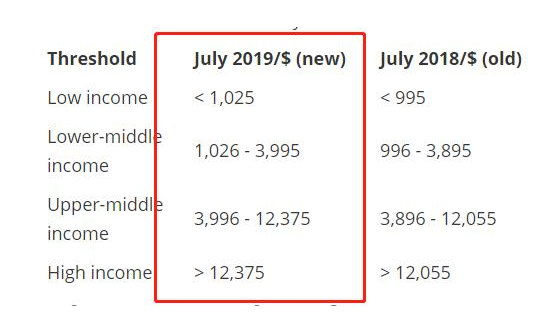 Threshold July 2019/$ (new) July 2018/$ (old)
Low income < 1,025 < 995
Lower-middle
income 1,026 - 3,995 996 - 3,895
Upper-middle
income 3,996 - 12,375 3,896 - 12,055
High income > 12,375 > 12,055